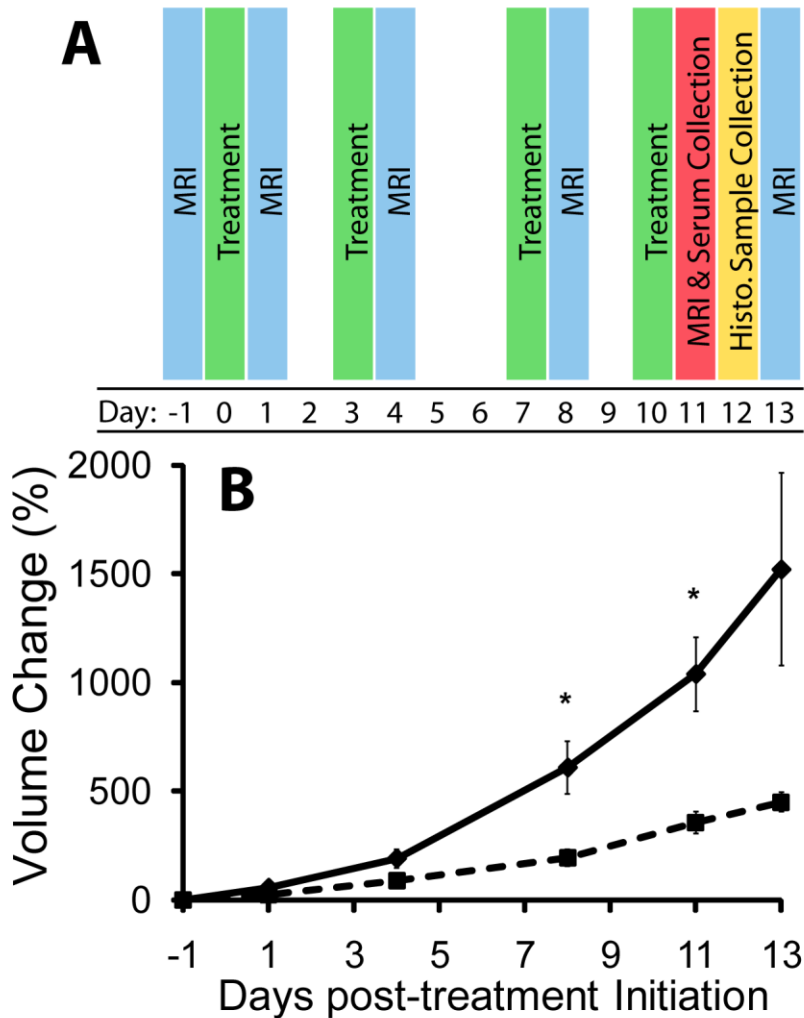 A
MRI
Treatment
MRI
Treatment
MRI
Treatment
MRI
Treatment
MRI & Serum Collection
Histo. Sample Collection
MRI
Day: -1 0 1 2 3 4 5 6 7 8 9 10 11 12 13
B
Volume Change (%)
2000
1500
1000
500
0
*
*
-1 1 3 5 7 9 11 13
Days post-treatment Initiation